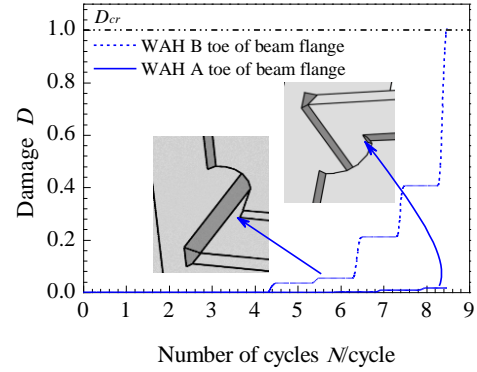 D_cr
1.0
WAH B toe of beam flange
WAH A toe of beam flange
0.8
0.6
0.4
0.2
0.0
Damage D
0 1 2 3 4 5 6 7 8 9
Number of cycles N/cycle